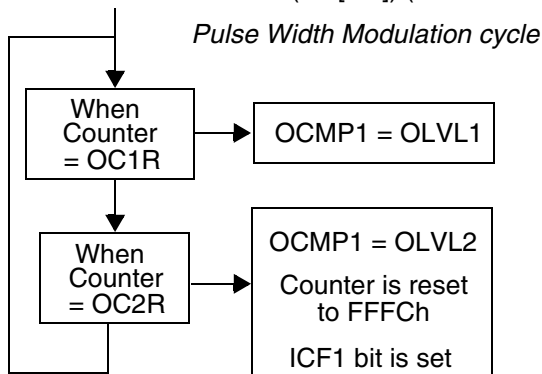 Pulse Width Modulation cycle
When
Counter
= OC1R
OCMP1 = OLVL1
When
Counter
= OC2R
OCMP1 = OLVL2
Counter is reset
to FFFCh
ICF1 bit is set